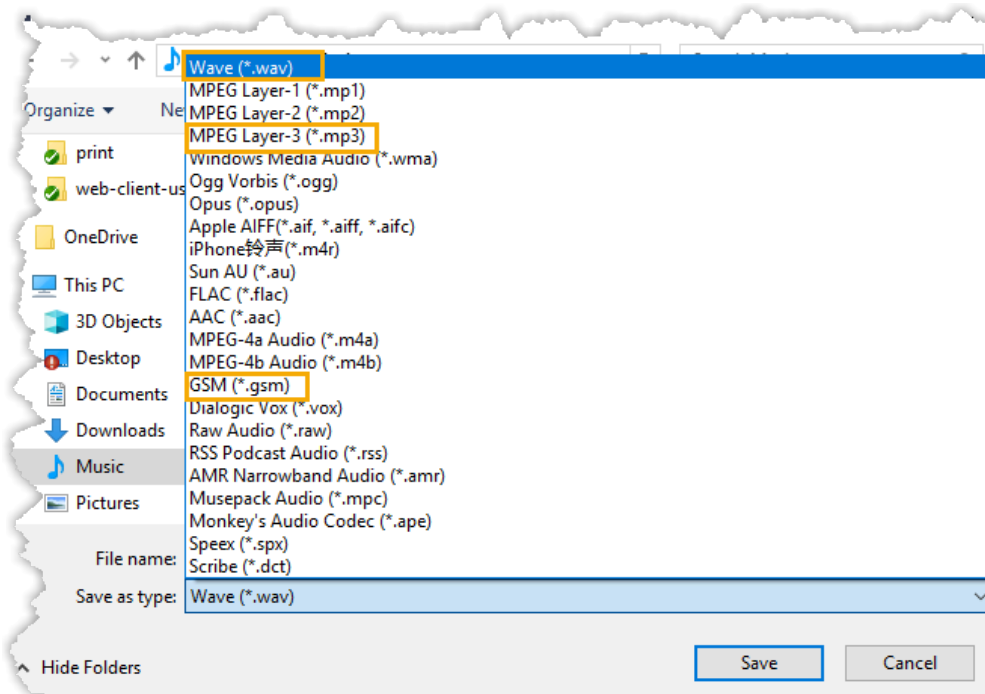 Wave (*.wav)
MPEG Layer-1 (*.mp1)
Organize
Ne
MPEG Layer-2 (*.mp2)
MPEG Layer-3 (*.mp3)
print
Windows Media Audio (*.wma)
Ogg Vorbis (*.ogg)
web-client-us
Opus (*.opus)
Apple AIFF(*.aif, *.aiff, *.aifc)
OneDrive
iPhone铃声(*.m4r)
Sun AU (*.au)
This PC
FLAC (*.flac)
AAC (*.aac)
3D Objects
MPEG-4a Audio (*.m4a)
Desktop
MPEG-4b Audio (*.m4b)
GSM (*.gsm)
Documents
Dialogic Vox (*.vox)
Downloads
Raw Audio (*.raw)
RSS Podcast Audio (*.rss)
Music
AMR Narrowband Audio (*.amr)
Musepack Audio (*.mpc)
Pictures
Monkey's Audio Codec (*.ape)
Speex (*.spx)
File name:
Scribe (*.dct)
Save as type: Wave (*.wav)
Hide Folders
Save
Cancel